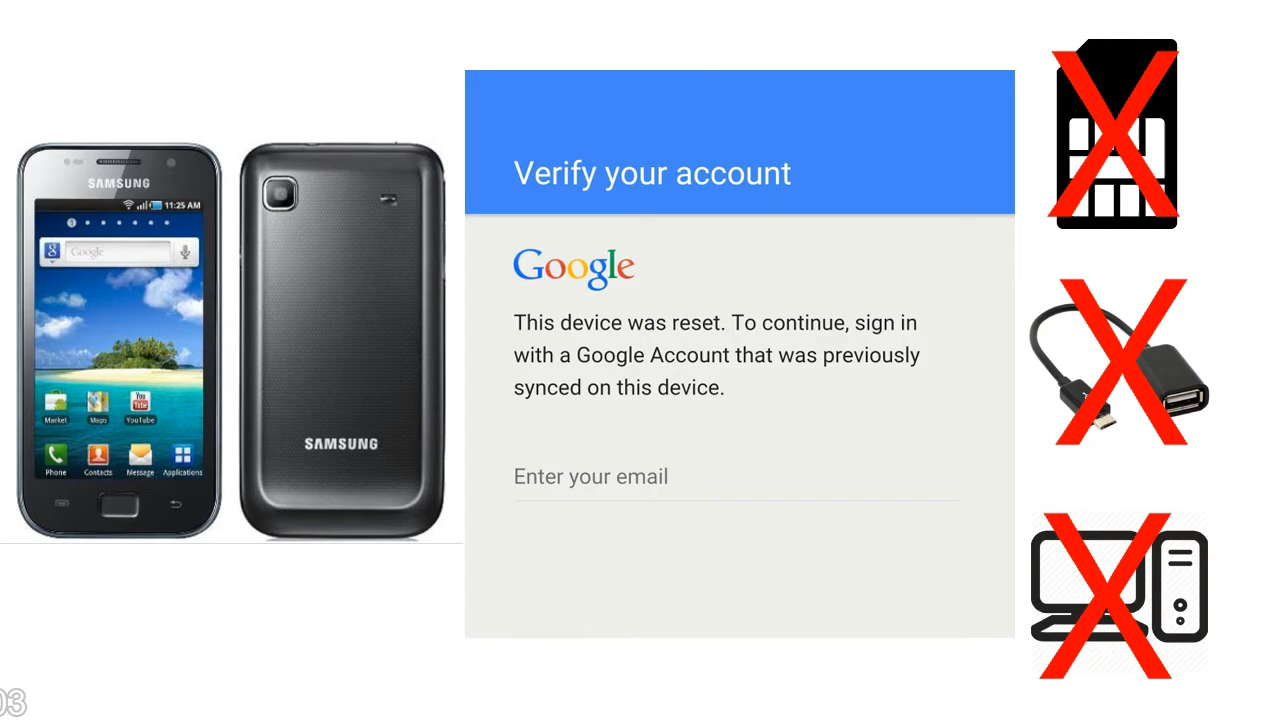 SAMSUNG
11:25 AM
Google
Market
Maps
YouTube
Phone
Contacts
Message
Applications
SAMSUNG
Verify your account
Google
This device was reset. To continue, sign in
with a Google Account that was previously
synced on this device.
Enter your email
03